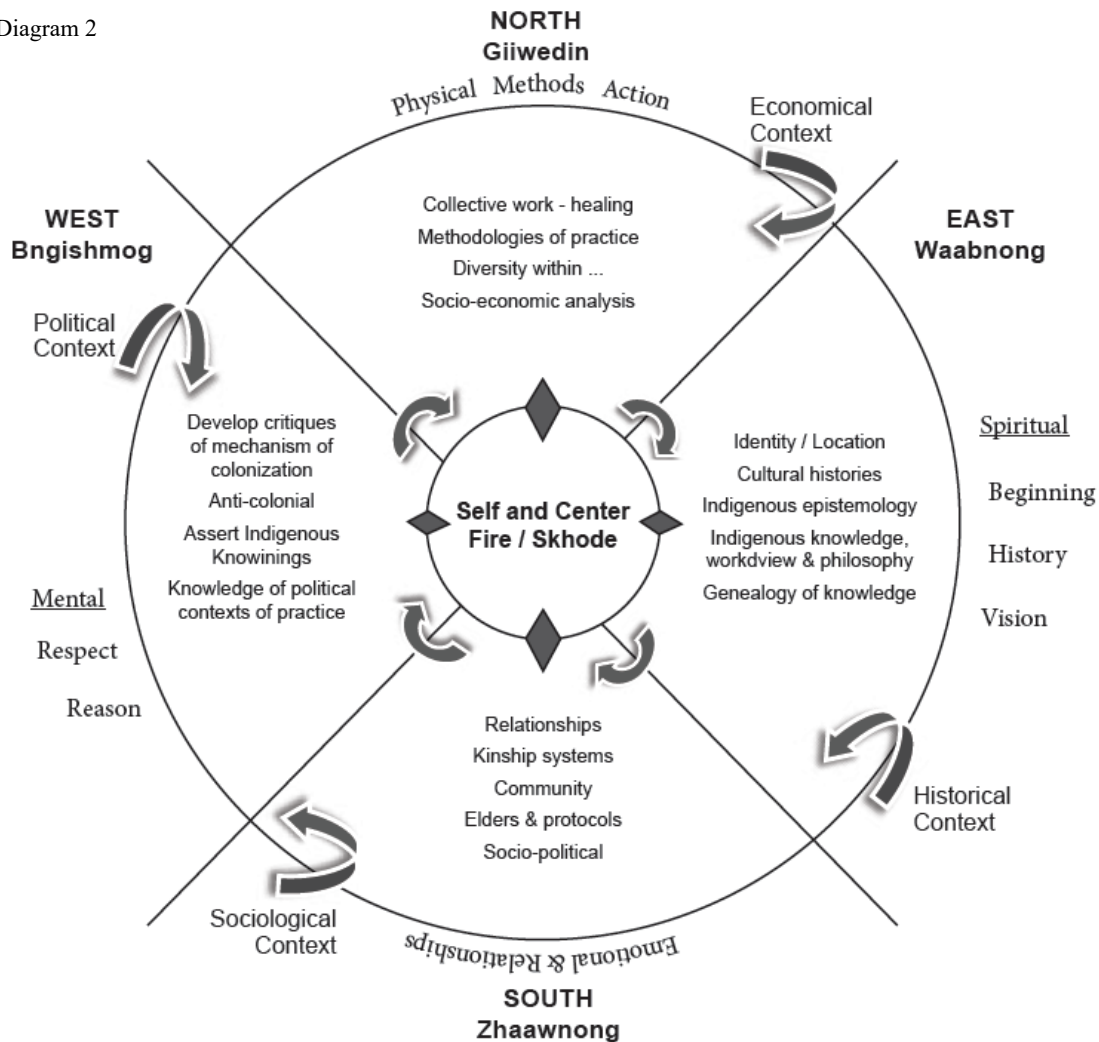 Diagram 2
NORTH
Giiwedin
Physical Methods Action
Economical
Context
WEST
Bngishmog
EAST
Waabnong
Political
Context
Collective work - healing
Methodologies of practice
Diversity within ...
Socio-economic analysis
Develop critiques
of mechanism of
colonization
Anti-colonial
Assert Indigenous
Knowinings
Knowledge of political
contexts of practice
Self and Center
Fire / Skhode
Identity / Location
Cultural histories
Indigenous epistemology
Indigenous knowledge,
workdview & philosophy
Genealogy of knowledge
Spiritual
Beginning
History
Vision
Mental
Respect
Reason
Relationships
Kinship systems
Community
Elders & protocols
Socio-political
Historical
Context
Sociological
Context
Emotional & Relationships
SOUTH
Zhaawnong